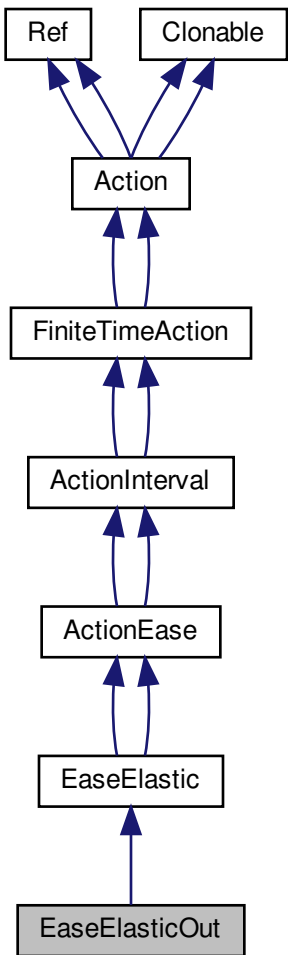 Ref
Clonable
Action
FiniteTimeAction
ActionInterval
ActionEase
EaseElastic
EaseElasticOut